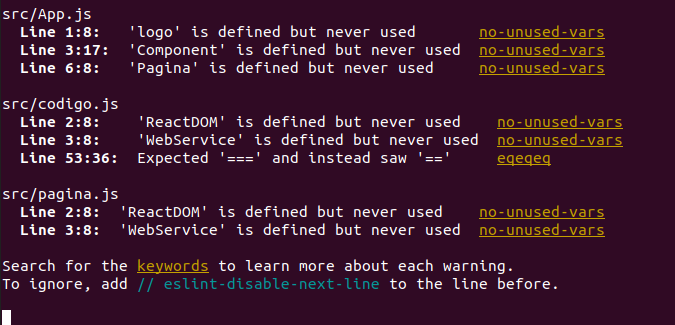 src/App.js
Line 1:8: 'logo' is defined but never used no-unused-vars
Line 3:17: 'Component' is defined but never used no-unused-vars
Line 6:8: 'Pagina' is defined but never used no-unused-vars
src/codigo.js
Line 2:8: 'ReactDOM' is defined but never used no-unused-vars
Line 3:8: 'WebService' is defined but never used no-unused-vars
Line 53:36: Expected '===' and instead saw '==' eqeqeq
src/pagina.js
Line 2:8: 'ReactDOM' is defined but never used no-unused-vars
Line 3:8: 'WebService' is defined but never used no-unused-vars
Search for the keywords to learn more about each warning.
To ignore, add // eslint-disable-next-line to the line before.